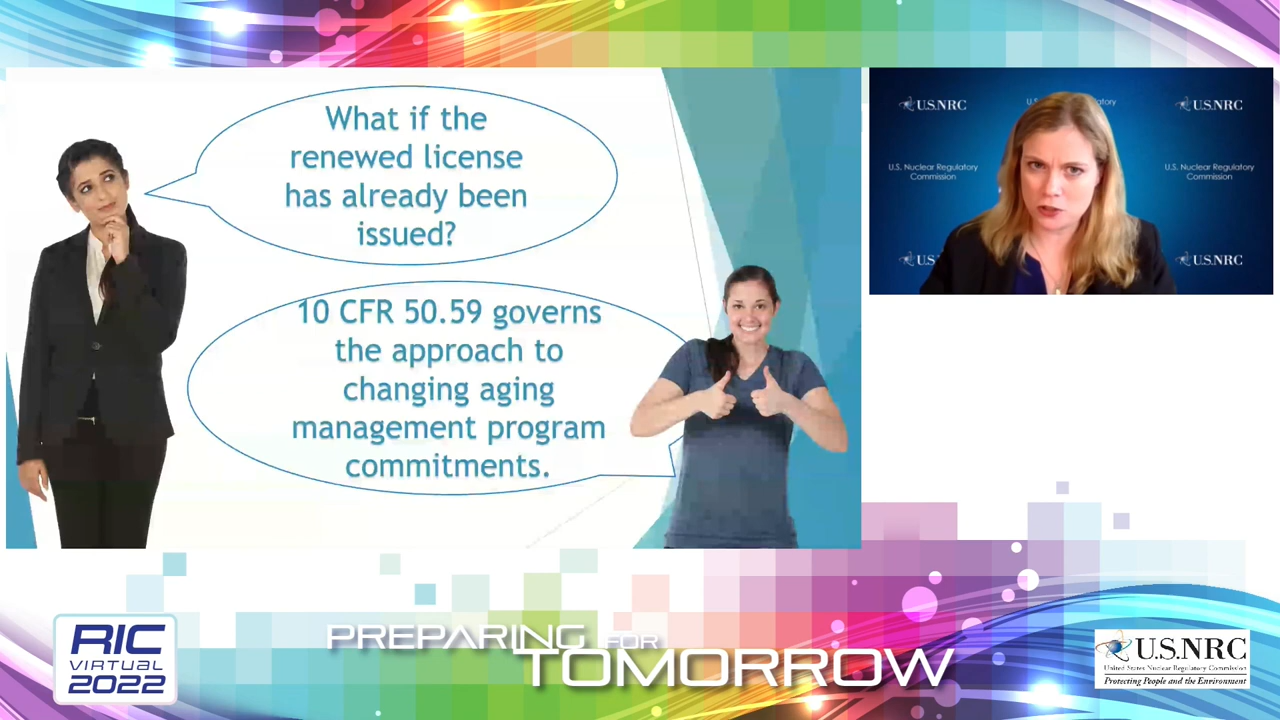 What if the
renewed license
has already been
issued?
10 CFR 50.59 governs
the approach to
changing aging
management program
commitments.
U.S.NRC
U.S.NRC
U.S. Nuclear Regulatory
Commission
U.S. Nuclear Regulatory
Commission
U.S.NRC
RIC
VIRTUAL
2022
PREPARING FOR
TOMORROW
U.S.NRC
United States Nuclear Regulatory Commission
Protecting People and the Environment